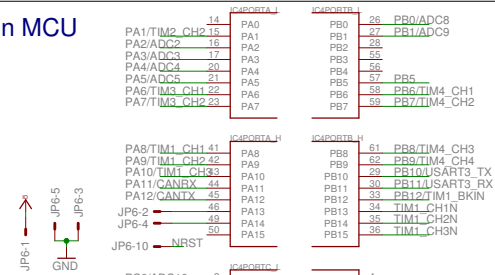 n MCU
IC4PORTA_L IC4PORTB_L
14 PA0 PB0 26 PB0/ADC8
PA1/TIM2_CH2 15 PA1 PB1 27 PB1/ADC9
PA2/ADC2 16 PA2 PB2 28
PA3/ADC3 17 PA3 PB3 55
PA4/ADC4 20 PA4 PB4 56
PA5/ADC5 21 PA5 PB5 57 PB5
PA6/TIM3_CH1 22 PA6 PB6 58 PB6/TIM4_CH1
PA7/TIM3_CH2 23 PA7 PB7 59 PB7/TIM4_CH2
IC4PORTA_H IC4PORTB_H
PA8/TIM1_CH1 41 PA8 PB8 61 PB8/TIM4_CH3
PA9/TIM1_CH2 42 PA9 PB9 62 PB9/TIM4_CH4
PA10/TIM1_CH3 43 PA10 PB10 29 PB10/USART3_TX
PA11/CANRX 44 PA11 PB11 30 PB11/USART3_RX
PA12/CANTX 45 PA12 PB12 33 PB12/TIM1_BKIN
JP6-2 46 PA13 PB13 34 TIM1_CH1N
JP6-4 49 PA14 PB14 35 TIM1_CH2N
50 PA15 PB15 36 TIM1_CH3N
JP6-10 NRST
JP6-1
JP6-5
JP6-3
GND
IC4PORTC_L